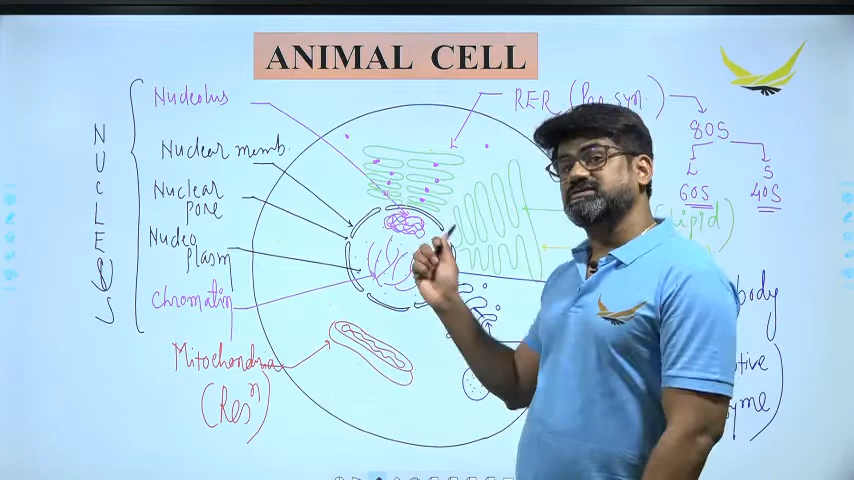 ANIMAL CELL
Nucleolus
Nuclear memb.
Nuclear
pore
Nucleo
plasm
Chromatin
NUCLEUS
Mitochondria
(Resⁿ)
RER (Pro. syn.)
80S
L
S
60S
40S
lipid)
body
tive
yme)